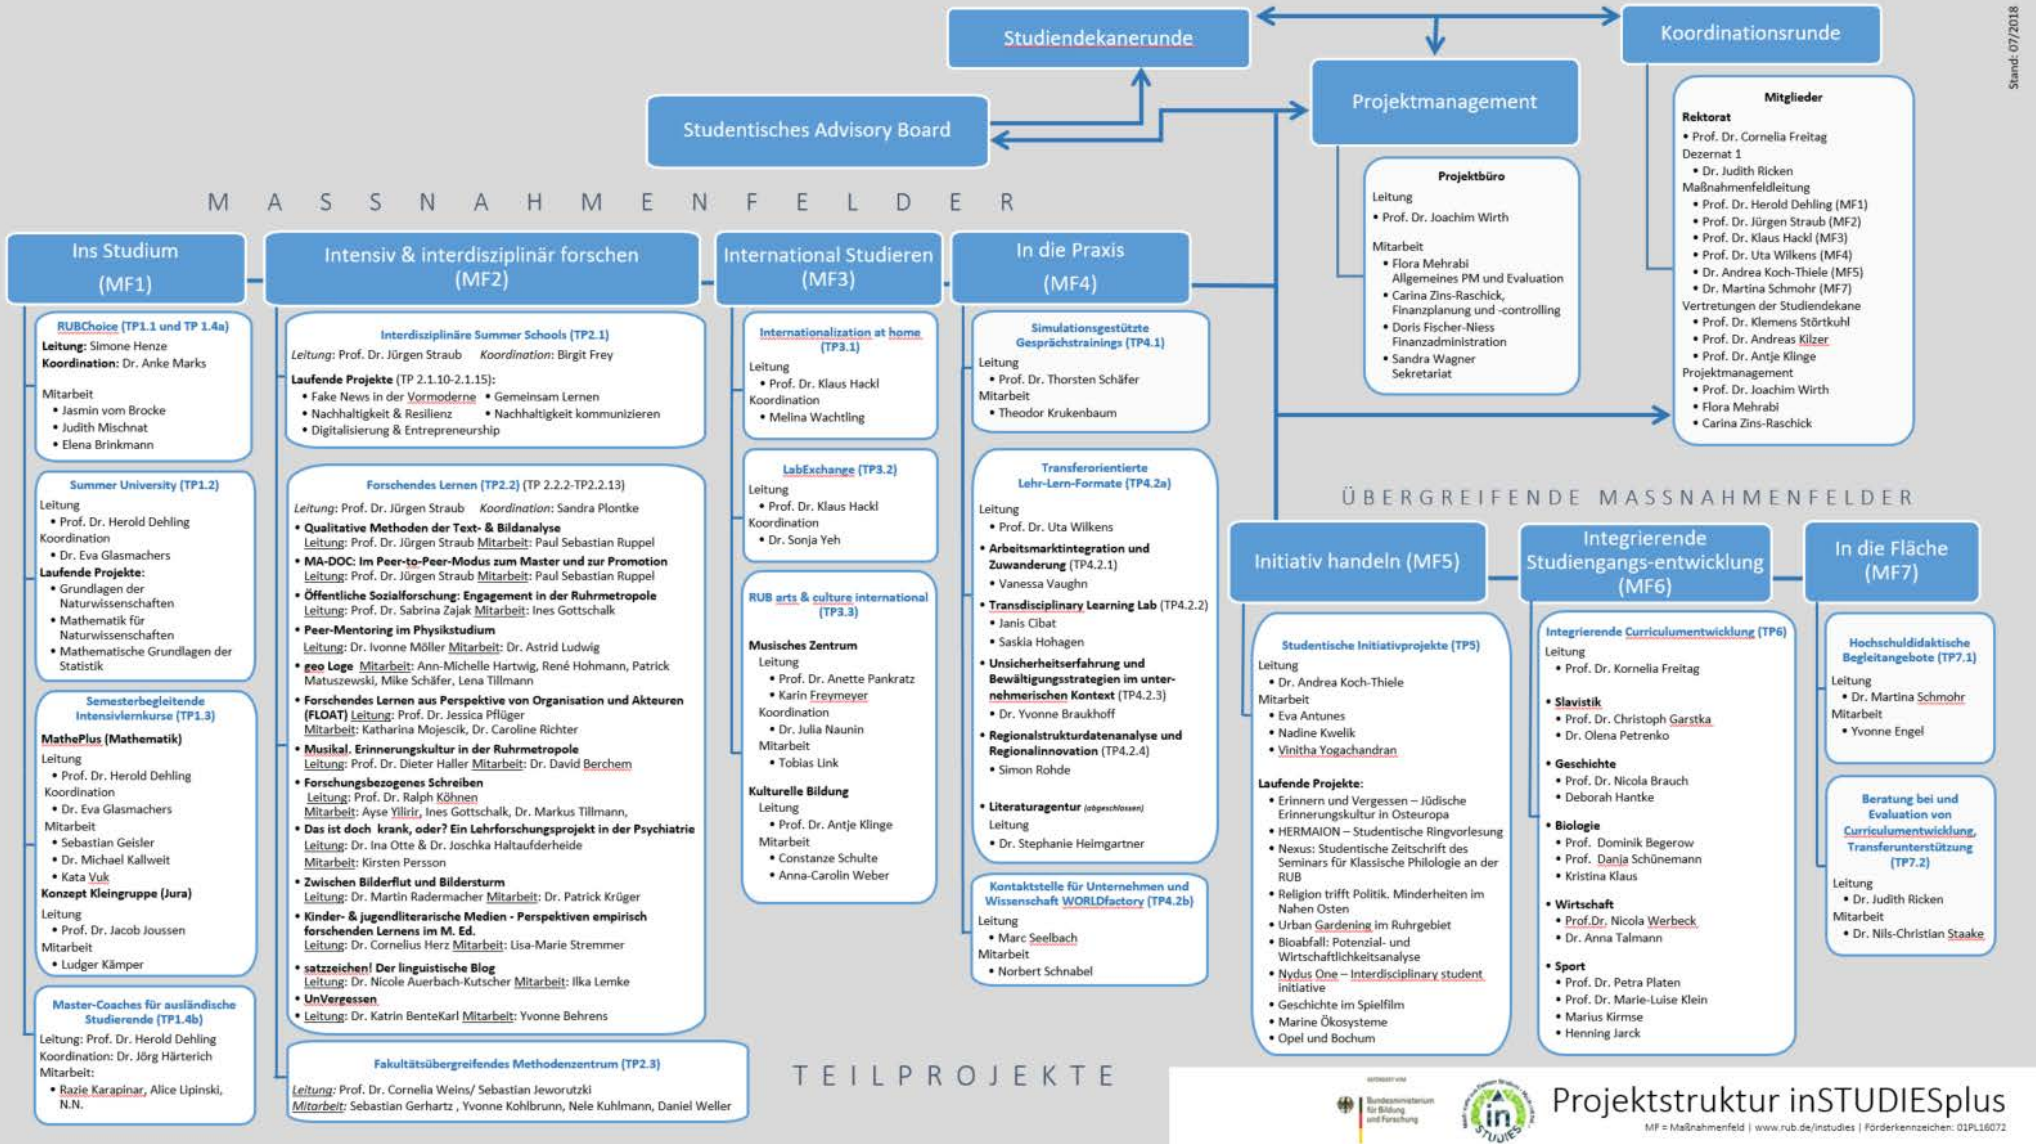 Stand: 07/2018
Studiendekanerunde
Koordinationsrunde
Projektmanagement
Studentisches Advisory Board
Mitglieder
Rektorat
• Prof. Dr. Cornelia Freitag
Dezernat 1
• Dr. Judith Ricken
Maßnahmenfeldleitung
• Prof. Dr. Herold Dehling (MF1)
• Prof. Dr. Jürgen Straub (MF2)
• Prof. Dr. Klaus Hackl (MF3)
• Prof. Dr. Uta Wilkens (MF4)
• Dr. Andrea Koch-Thiele (MF5)
• Dr. Martina Schmohr (MF7)
Vertretungen der Studiendekane
• Prof. Dr. Klemens Störtkuhl
• Prof. Dr. Andreas Kilzer
• Prof. Dr. Antje Klinge
Projektmanagement
• Prof. Dr. Joachim Wirth
• Flora Mehrabi
• Carina Zins-Raschick
Projektbüro
Leitung
• Prof. Dr. Joachim Wirth
Mitarbeit
• Flora Mehrabi
Allgemeines PM und Evaluation
• Carina Zins-Raschick,
Finanzplanung und -controlling
• Doris Fischer-Niess
Finanzadministration
• Sandra Wagner
Sekretariat
MASSNAHMENFELDER
Ins Studium
(MF1)
RUBChoice (TP1.1 und TP 1.4a)
Leitung: Simone Henze
Koordination: Dr. Anke Marks
Mitarbeit
• Jasmin vom Brocke
• Judith Mischnat
• Elena Brinkmann
Summer University (TP1.2)
Leitung
• Prof. Dr. Herold Dehling
Koordination
• Dr. Eva Glasmachers
Laufende Projekte:
• Grundlagen der
Naturwissenschaften
• Mathematik für
Naturwissenschaften
• Mathematische Grundlagen der
Statistik
Semesterbegleitende
Intensivlernkurse (TP1.3)
MathePlus (Mathematik)
Leitung
• Prof. Dr. Herold Dehling
Koordination
• Dr. Eva Glasmachers
Mitarbeit
• Sebastian Geisler
• Dr. Michael Kallweit
• Kata Vuk
Konzept Kleingruppe (Jura)
Leitung
• Prof. Dr. Jacob Joussen
Mitarbeit
• Ludger Kämper
Master-Coaches für ausländische
Studierende (TP1.4b)
Leitung: Prof. Dr. Herold Dehling
Koordination: Dr. Jörg Härterich
Mitarbeit:
• Razie Karapinar, Alice Lipinski,
N.N.
Intensiv & interdisziplinär forschen
(MF2)
Interdisziplinäre Summer Schools (TP2.1)
Leitung: Prof. Dr. Jürgen Straub Koordination: Birgit Frey
Laufende Projekte (TP 2.1.10-2.1.15):
• Fake News in der Vormoderne • Gemeinsam Lernen
• Nachhaltigkeit & Resilienz • Nachhaltigkeit kommunizieren
• Digitalisierung & Entrepreneurship
Forschendes Lernen (TP2.2) (TP 2.2.2-TP2.2.13)
Leitung: Prof. Dr. Jürgen Straub Koordination: Sandra Plontke
• Qualitative Methoden der Text- & Bildanalyse
Leitung: Prof. Dr. Jürgen Straub Mitarbeit: Paul Sebastian Ruppel
• MA-DOC: Im Peer-to-Peer-Modus zum Master und zur Promotion
Leitung: Prof. Dr. Jürgen Straub Mitarbeit: Paul Sebastian Ruppel
• Öffentliche Sozialforschung: Engagement in der Ruhrmetropole
Leitung: Prof. Dr. Sabrina Zajak Mitarbeit: Ines Gottschalk
• Peer-Mentoring im Physikstudium
Leitung: Dr. Ivonne Möller Mitarbeit: Dr. Astrid Ludwig
• geo Loge Mitarbeit: Ann-Michelle Hartwig, René Hohmann, Patrick
Matuszewski, Mike Schäfer, Lena Tillmann
• Forschendes Lernen aus Perspektive von Organisation und Akteuren
(FLOAT) Leitung: Prof. Dr. Jessica Pflüger
Mitarbeit: Katharina Mojescik, Dr. Caroline Richter
• Musikal. Erinnerungskultur in der Ruhrmetropole
Leitung: Prof. Dr. Dieter Haller Mitarbeit: Dr. David Berchem
• Forschungsbezogenes Schreiben
Leitung: Prof. Dr. Ralph Köhnen
Mitarbeit: Ayse Yilirir, Ines Gottschalk, Dr. Markus Tillmann,
• Das ist doch krank, oder? Ein Lehrforschungsprojekt in der Psychiatrie
Leitung: Dr. Ina Otte & Dr. Joschka Haltaufderheide
Mitarbeit: Kirsten Persson
• Zwischen Bilderflut und Bildersturm
Leitung: Dr. Martin Radermacher Mitarbeit: Dr. Patrick Krüger
• Kinder- & jugendliterarische Medien - Perspektiven empirisch
forschenden Lernens im M. Ed.
Leitung: Dr. Cornelius Herz Mitarbeit: Lisa-Marie Stremmer
• satzzeichen! Der linguistische Blog
Leitung: Dr. Nicole Auerbach-Kutscher Mitarbeit: Ilka Lemke
• UnVergessen
• Leitung: Dr. Katrin BenteKarl Mitarbeit: Yvonne Behrens
Fakultätsübergreifendes Methodenzentrum (TP2.3)
Leitung: Prof. Dr. Cornelia Weins/ Sebastian Jeworutzki
Mitarbeit: Sebastian Gerhartz , Yvonne Kohlbrunn, Nele Kuhlmann, Daniel Weller
International Studieren
(MF3)
Internationalization at home
(TP3.1)
Leitung
• Prof. Dr. Klaus Hackl
Koordination
• Melina Wachtling
LabExchange (TP3.2)
Leitung
• Prof. Dr. Klaus Hackl
Koordination
• Dr. Sonja Yeh
RUB arts & culture international
(TP3.3)
Musisches Zentrum
Leitung
• Prof. Dr. Anette Pankratz
• Karin Freymeyer
Koordination
• Dr. Julia Naunin
Mitarbeit
• Tobias Link
Kulturelle Bildung
Leitung
• Prof. Dr. Antje Klinge
Mitarbeit
• Constanze Schulte
• Anna-Carolin Weber
In die Praxis
(MF4)
Simulationsgestützte
Gesprächstrainings (TP4.1)
Leitung
• Prof. Dr. Thorsten Schäfer
Mitarbeit
• Theodor Krukenbaum
Transferorientierte
Lehr-Lern-Formate (TP4.2a)
Leitung
• Prof. Dr. Uta Wilkens
• Arbeitsmarktintegration und
Zuwanderung (TP4.2.1)
• Vanessa Vaughn
• Transdisciplinary Learning Lab (TP4.2.2)
• Janis Cibat
• Saskia Hohagen
• Unsicherheitserfahrung und
Bewältigungsstrategien im unter-
nehmerischen Kontext (TP4.2.3)
• Dr. Yvonne Braukhoff
• Regionalstrukturdatenanalyse und
Regionalinnovation (TP4.2.4)
• Simon Rohde
• Literaturagentur (abgeschlossen)
Leitung
• Dr. Stephanie Heimgartner
Kontaktstelle für Unternehmen und
Wissenschaft WORLDfactory (TP4.2b)
Leitung
• Marc Seelbach
Mitarbeit
• Norbert Schnabel
ÜBERGREIFENDE MASSNAHMENFELDER
Initiativ handeln (MF5)
Studentische Initiativprojekte (TP5)
Leitung
• Dr. Andrea Koch-Thiele
Mitarbeit
• Eva Antunes
• Nadine Kwelik
• Vinitha Yogachandran
Laufende Projekte:
• Erinnern und Vergessen – Jüdische
Erinnerungskultur in Osteuropa
• HERMAION – Studentische Ringvorlesung
• Nexus: Studentische Zeitschrift des
Seminars für Klassische Philologie an der
RUB
• Religion trifft Politik. Minderheiten im
Nahen Osten
• Urban Gardening im Ruhrgebiet
• Bioabfall: Potenzial- und
Wirtschaftlichkeitsanalyse
• Nydus One – Interdisciplinary student
initiative
• Geschichte im Spielfilm
• Marine Ökosysteme
• Opel und Bochum
Integrierende
Studiengangs-entwicklung
(MF6)
Integrierende Curriculumentwicklung (TP6)
Leitung
• Prof. Dr. Kornelia Freitag
• Slavistik
• Prof. Dr. Christoph Garstka
• Dr. Olena Petrenko
• Geschichte
• Prof. Dr. Nicola Brauch
• Deborah Hantke
• Biologie
• Prof. Dominik Begerow
• Prof. Danja Schünemann
• Kristina Klaus
• Wirtschaft
• Prof.Dr. Nicola Werbeck
• Dr. Anna Talmann
• Sport
• Prof. Dr. Petra Platen
• Prof. Dr. Marie-Luise Klein
• Marius Kirmse
• Henning Jarck
In die Fläche
(MF7)
Hochschuldidaktische
Begleitangebote (TP7.1)
Leitung
• Dr. Martina Schmohr
Mitarbeit
• Yvonne Engel
Beratung bei und
Evaluation von
Curriculumentwicklung,
Transferunterstützung
(TP7.2)
Leitung
• Dr. Judith Ricken
Mitarbeit
• Dr. Nils-Christian Staake
TEILPROJEKTE
Bundesministerium
für Bildung
und Forschung
in
STUDIES
Projektstruktur inSTUDIESplus
MF = Maßnahmenfeld | www.rub.de/instudies | Förderkennzeichen: 01PL16072